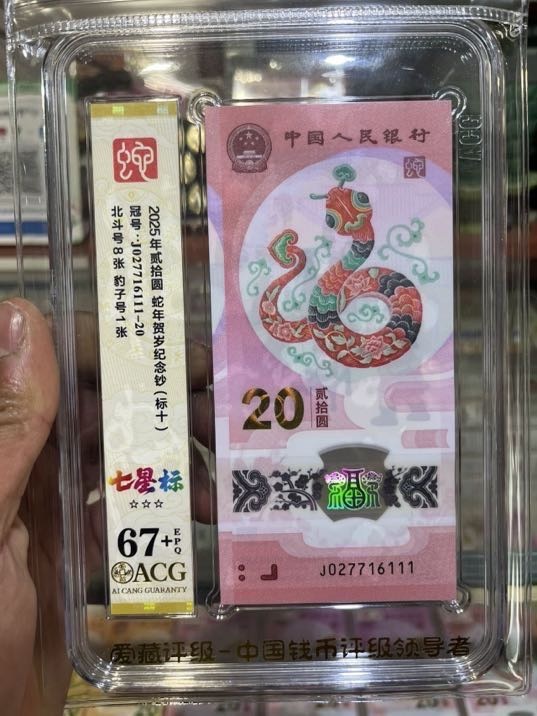 蛇
2025年贰拾圆 蛇年贺岁纪念钞(标十)
冠号:J027716111-20
北斗号8张 豹子号1张
七星标
☆☆☆
67+ EPQ
ACG
AI CANG GUARANTY
中国人民银行
蛇
20 贰拾圆
福
J027716111
爱藏评级-中国钱币评级领导者